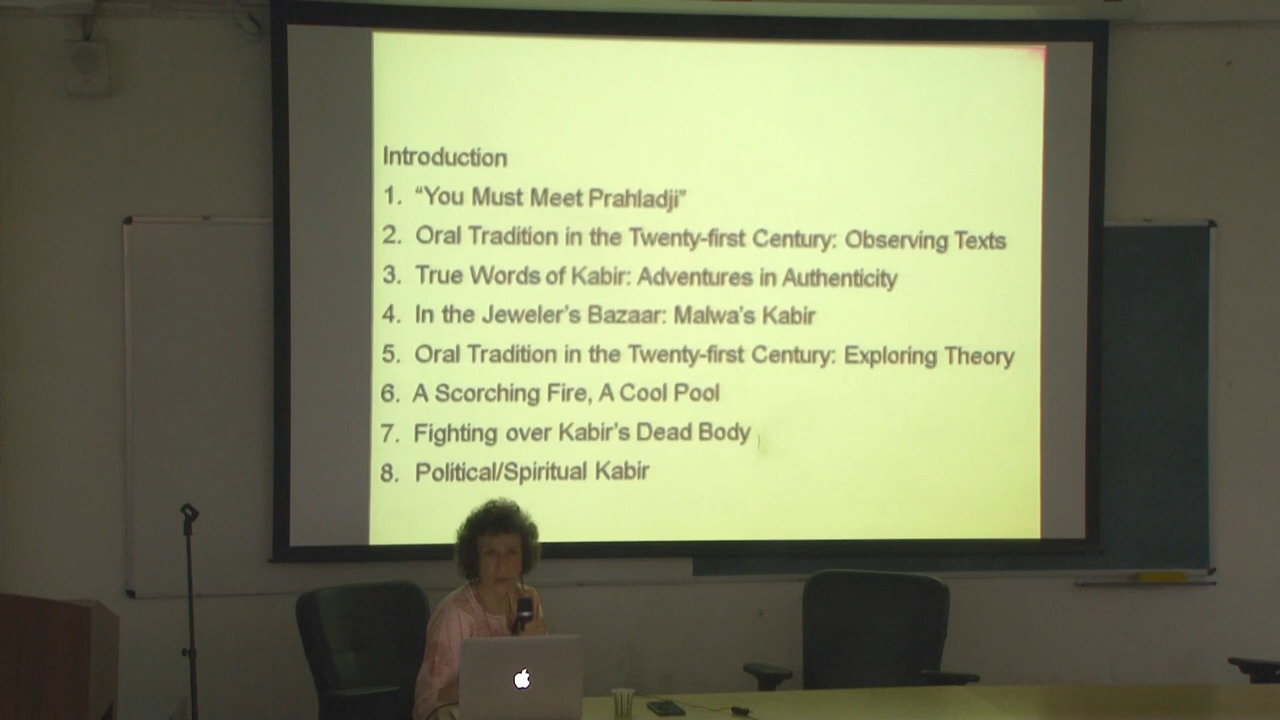 Introduction
1. “You Must Meet Prahladji”
2. Oral Tradition in the Twenty-first Century: Observing Texts
3. True Words of Kabir: Adventures in Authenticity
4. In the Jeweler’s Bazaar: Malwa’s Kabir
5. Oral Tradition in the Twenty-first Century: Exploring Theory
6. A Scorching Fire, A Cool Pool
7. Fighting over Kabir’s Dead Body
8. Political/Spiritual Kabir